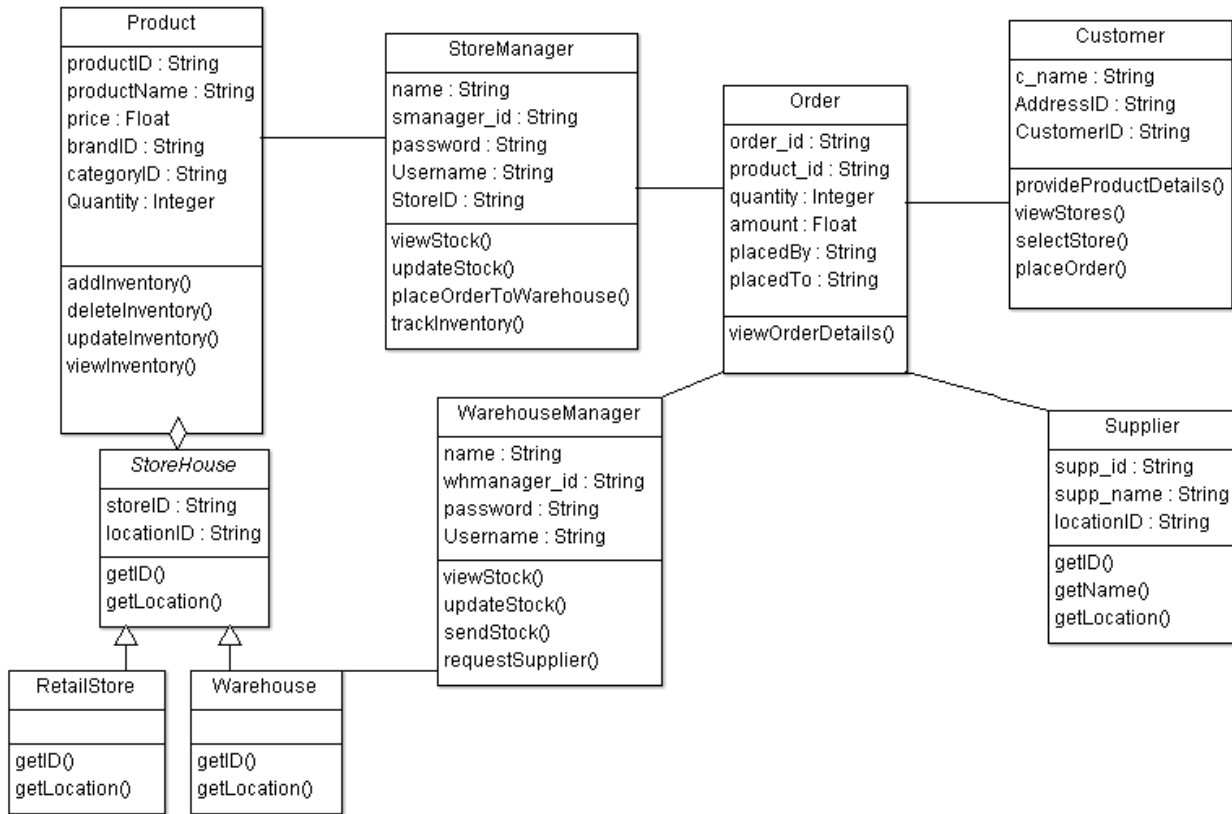 Product
productID : String
productName : String
price : Float
brandID : String
categoryID : String
Quantity : Integer
addInventory()
deleteInventory()
updateInventory()
viewInventory()
StoreManager
name : String
smanager_id : String
password : String
Username : String
StoreID : String
viewStock()
updateStock()
placeOrderToWarehouse()
trackInventory()
Order
order_id : String
product_id : String
quantity : Integer
amount : Float
placedBy : String
placedTo : String
viewOrderDetails()
Customer
c_name : String
AddressID : String
CustomerID : String
provideProductDetails()
viewStores()
selectStore()
placeOrder()
StoreHouse
storeID : String
locationID : String
getID()
getLocation()
WarehouseManager
name : String
whmanager_id : String
password : String
Username : String
viewStock()
updateStock()
sendStock()
requestSupplier()
Supplier
supp_id : String
supp_name : String
locationID : String
getID()
getName()
getLocation()
RetailStore
getID()
getLocation()
Warehouse
getID()
getLocation()